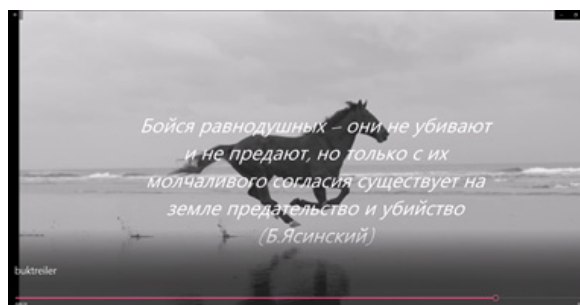 Бойся равнодушных – они не убивают
и не предают, но только с их
молчаливого согласия существует на
земле предательство и убийство
(Б.Ясинский)
buktreiler